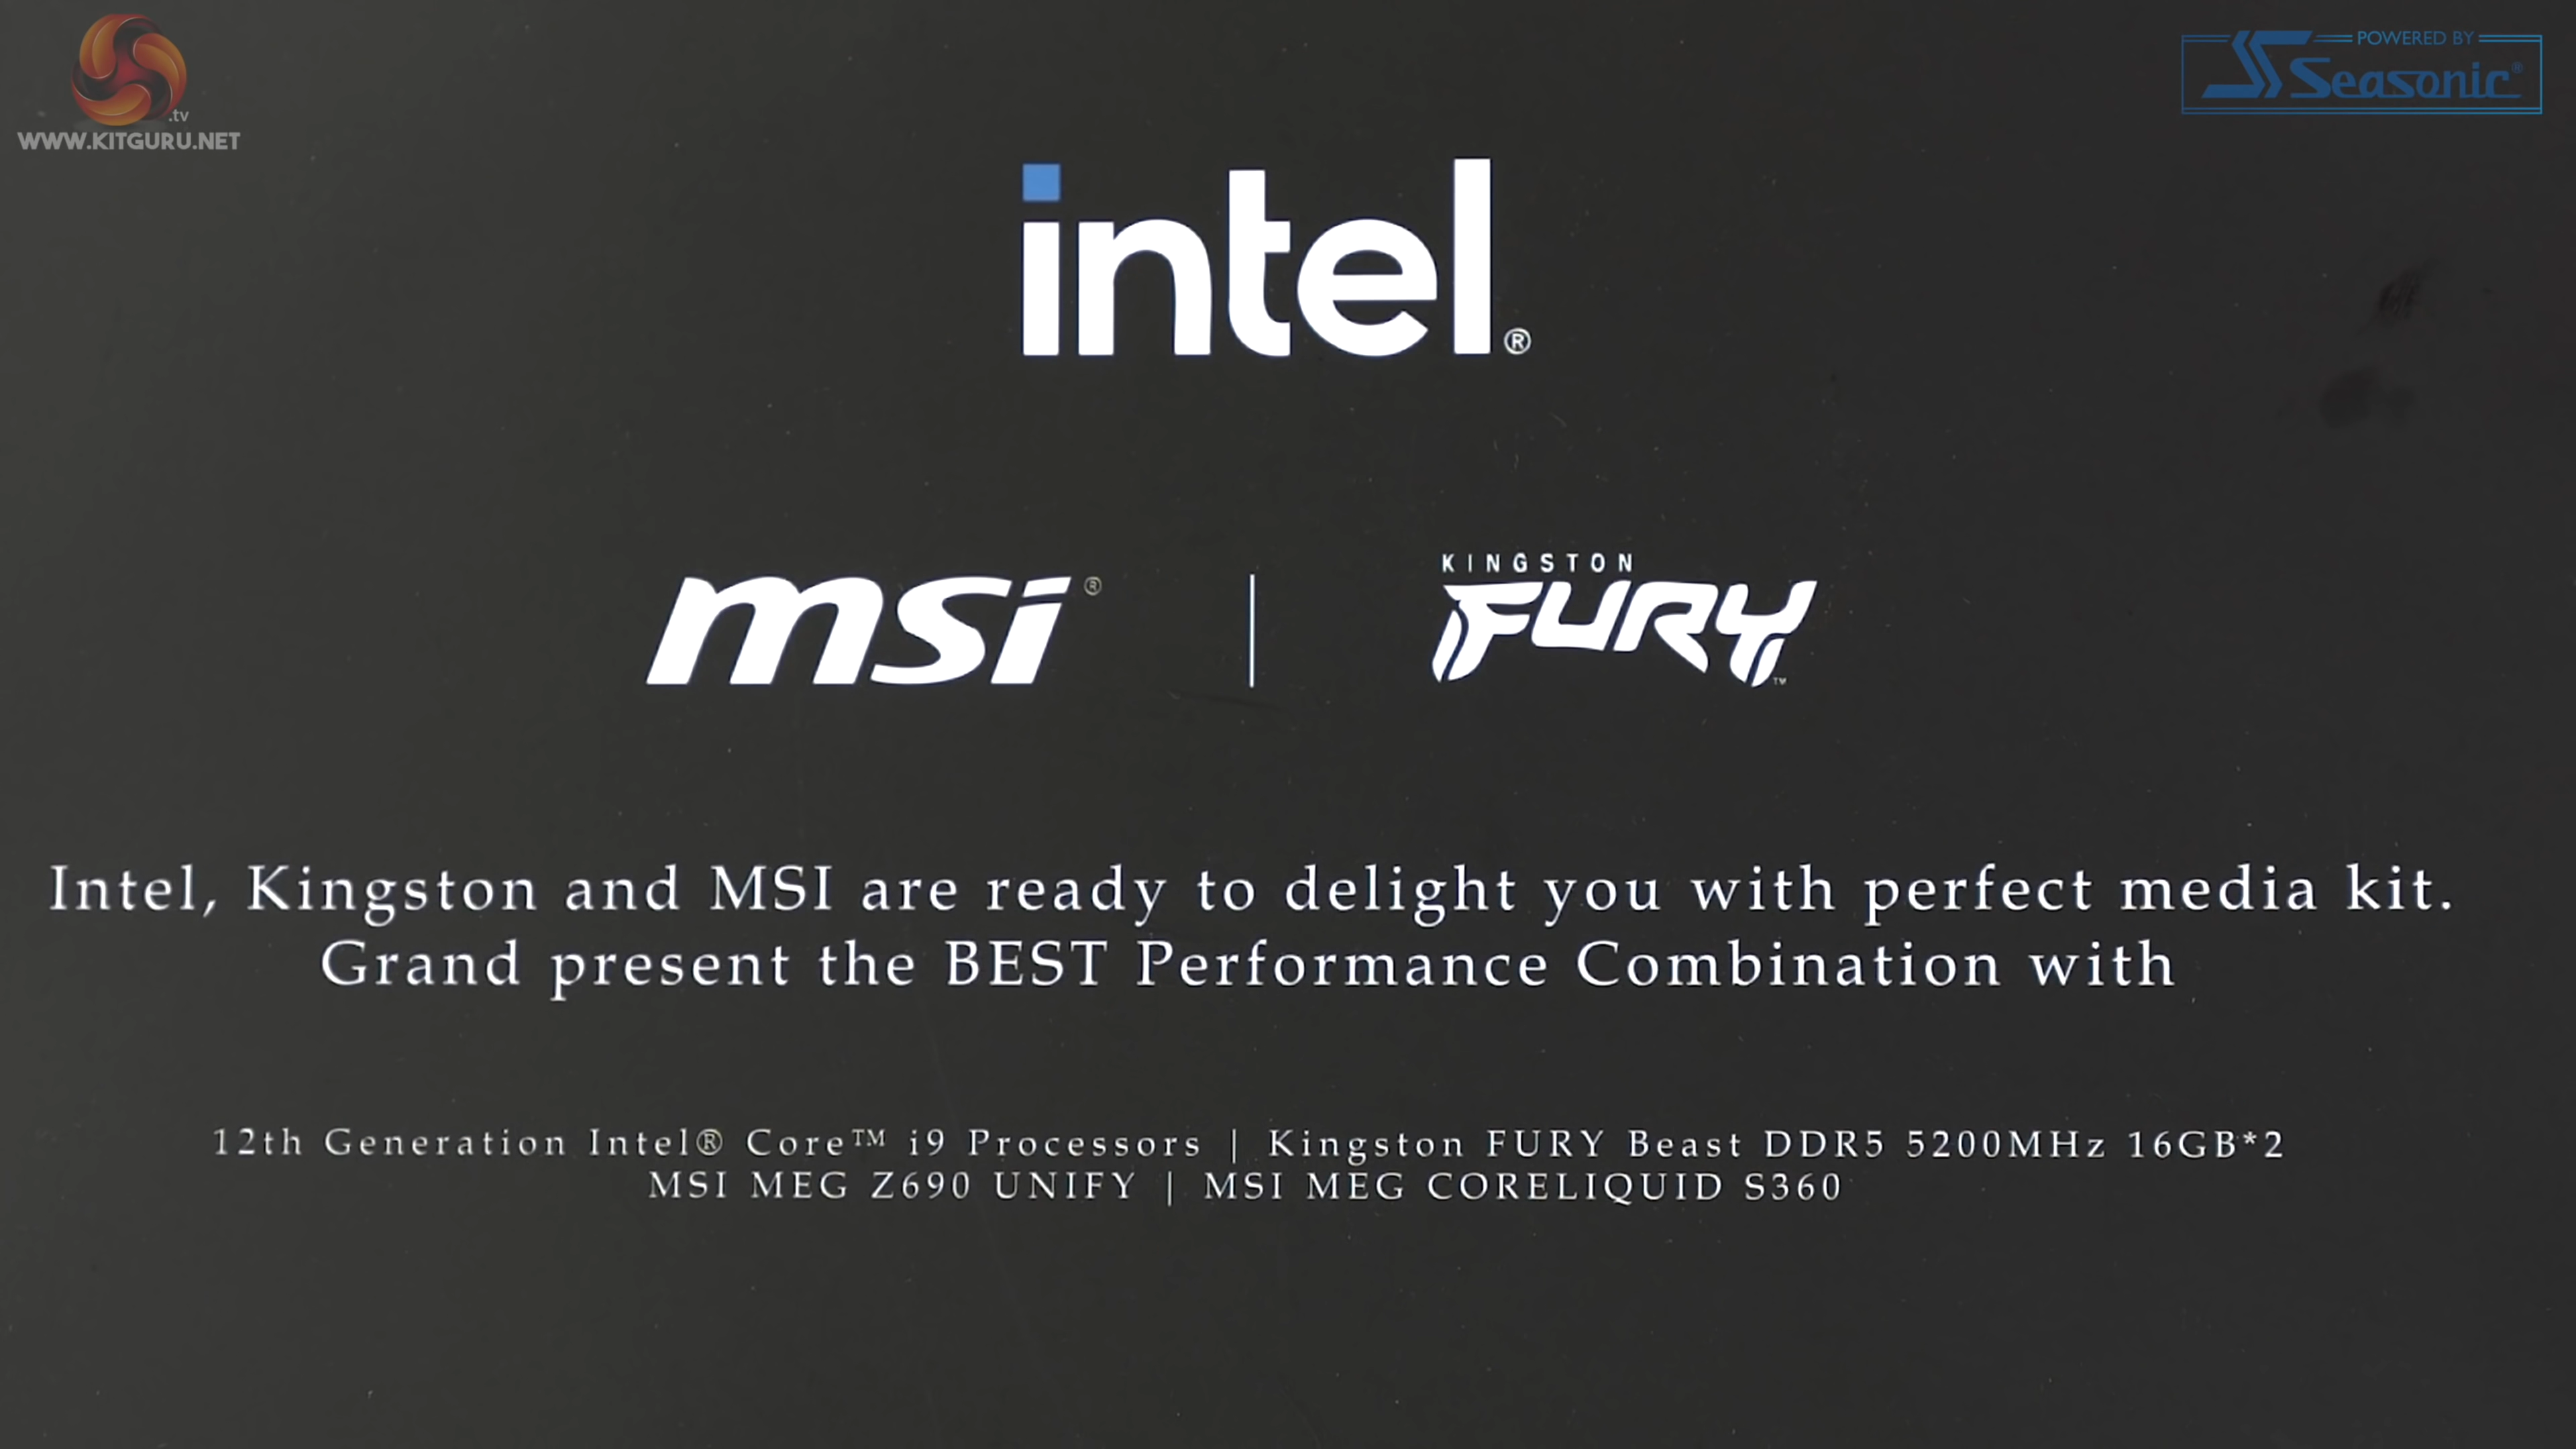 .tv
WWW.KITGURU.NET
POWERED BY
Seasonic®
intel®
msi®
KINGSTON
FURY™
Intel, Kingston and MSI are ready to delight you with perfect media kit.
Grand present the BEST Performance Combination with
12th Generation Intel® Core™ i9 Processors | Kingston FURY Beast DDR5 5200MHz 16GB*2
MSI MEG Z690 UNIFY | MSI MEG CORELIQUID S360